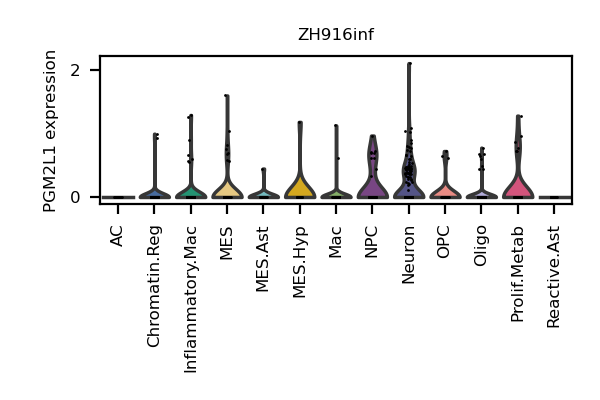 ZH916inf
PGM2L1 expression
2
0
AC
Chromatin.Reg
Inflammatory.Mac
MES
MES.Ast
MES.Hyp
Mac
NPC
Neuron
OPC
Oligo
Prolif.Metab
Reactive.Ast